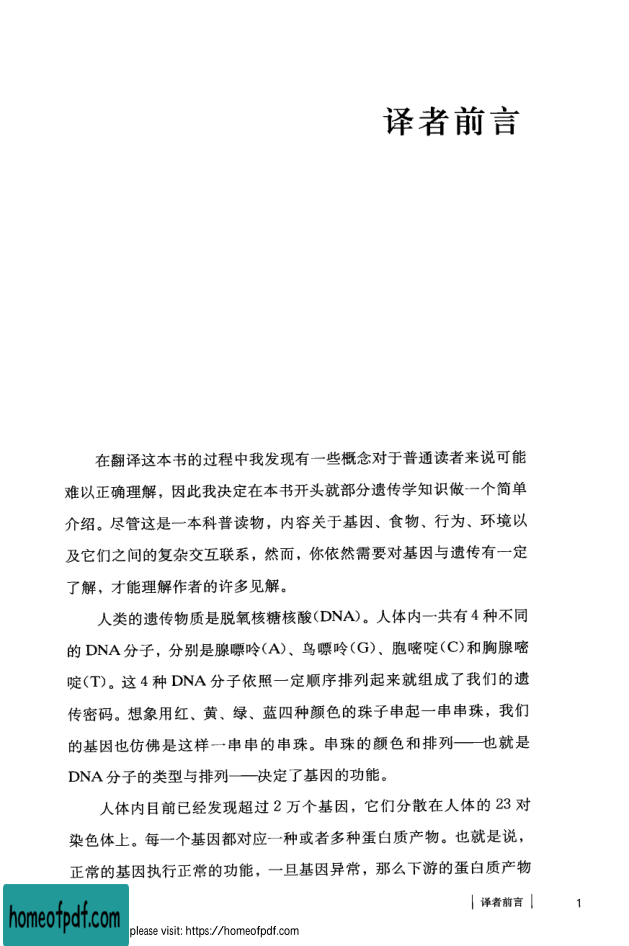 译者前言
在翻译这本书的过程中我发现有一些概念对于普通读者来说可能
难以正确理解，因此我决定在本书开头就部分遗传学知识做一个简单
介绍。尽管这是一本科普读物，内容关于基因、食物、行为、环境以
及它们之间的复杂交互联系，然而，你依然需要对基因与遗传有一定
了解，才能理解作者的许多见解。
人类的遗传物质是脱氧核糖核酸(DNA)。人体内一共有 4 种不同
的 DNA 分子，分别是腺嘌呤(A)、鸟嘌呤(G)、胞嘧啶(C)和胸腺嘧
啶(T)。这 4 种 DNA 分子依照一定顺序排列起来就组成了我们的遗
传密码。想象用红、黄、绿、蓝四种颜色的珠子串起一串串珠，我们
的基因也仿佛是这样一串串的串珠。串珠的颜色和排列——也就是
DNA 分子的类型与排列——决定了基因的功能。
人体内目前已经发现超过 2 万个基因，它们分散在人体的 23 对
染色体上。每一个基因都对应一种或者多种蛋白质产物。也就是说，
正常的基因执行正常的功能，一旦基因异常，那么下游的蛋白质产物
译者前言 1
homeofpdf.com
please visit: https://homeofpdf.com